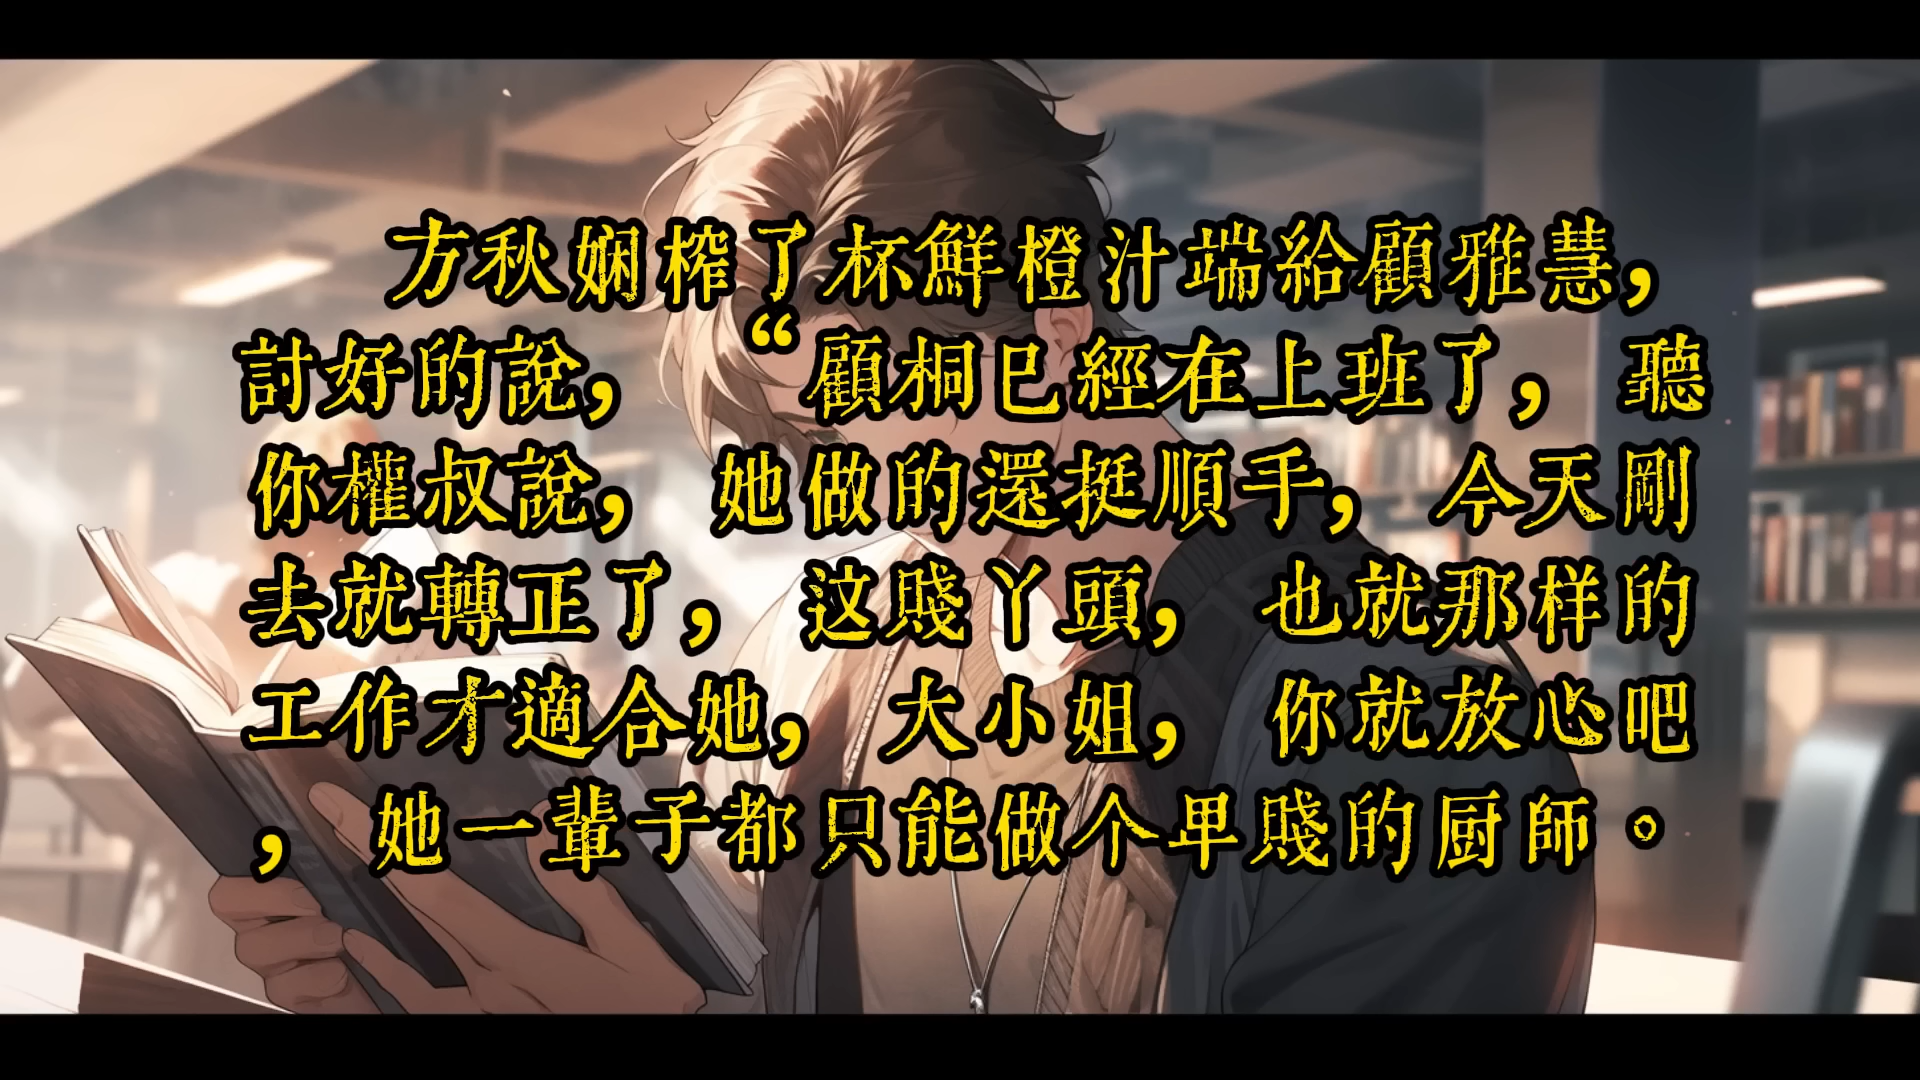 方秋娴榨了杯鮮橙汁端給顧雅慧,
討好的說, “顧桐已經在上班了, 聽
你權叔說, 她做的還挺順手, 今天剛
去就轉正了, 这賤丫頭, 也就那样的
工作才適合她, 大小姐, 你就放心吧
, 她一輩子都只能做个早賤的厨師。